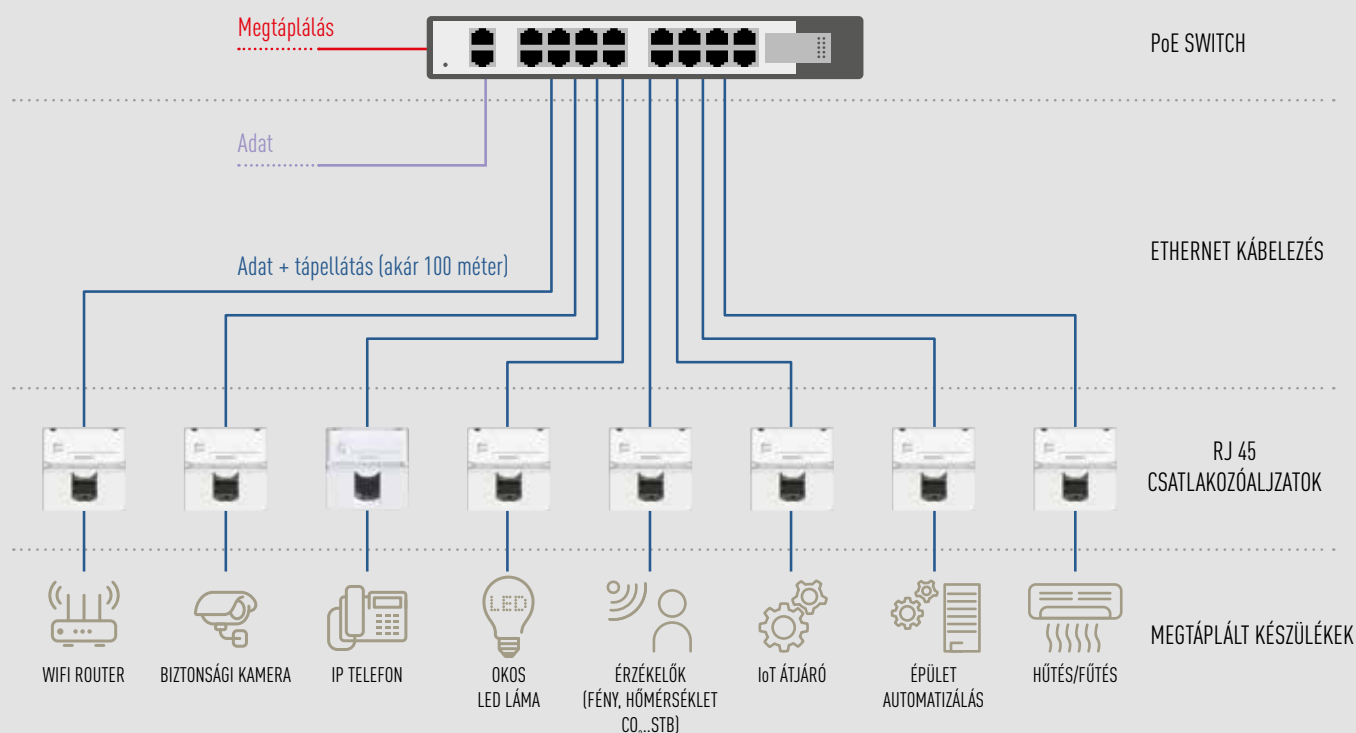 Megtáplálás
PoE SWITCH
Adat
ETHERNET KÁBELEZÉS
Adat + tápellátás (akár 100 méter)
RJ 45
CSATLAKOZÓALJZATOK
LED
MEGTÁPLÁLT KÉSZÜLÉKEK
WIFI ROUTER
BIZTONSÁGI KAMERA
IP TELEFON
OKOS
LED LÁMA
ÉRZÉKELŐK
(FÉNY, HŐMÉRSÉKLET
CO₂..STB)
IoT ÁTJÁRÓ
ÉPÜLET
AUTOMATIZÁLÁS
HŰTÉS/FŰTÉS